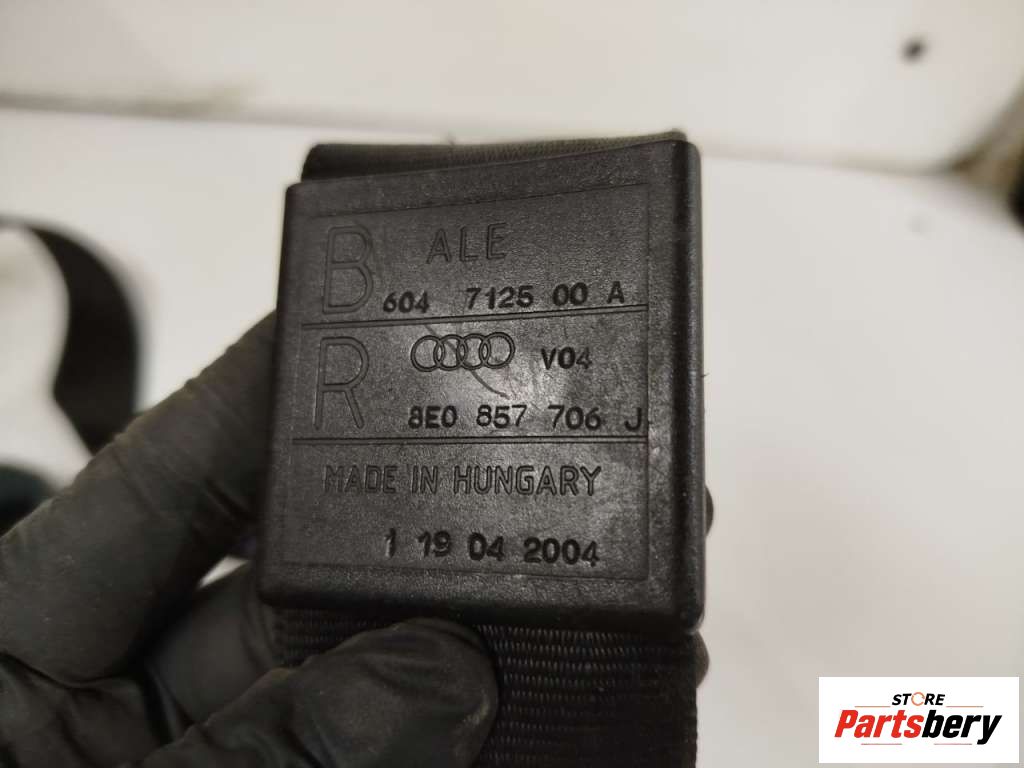 B ALE
604 7125 00 A
R V04
8E0 857 706 J
MADE IN HUNGARY
1 19 04 2004
STORE
Partsbery